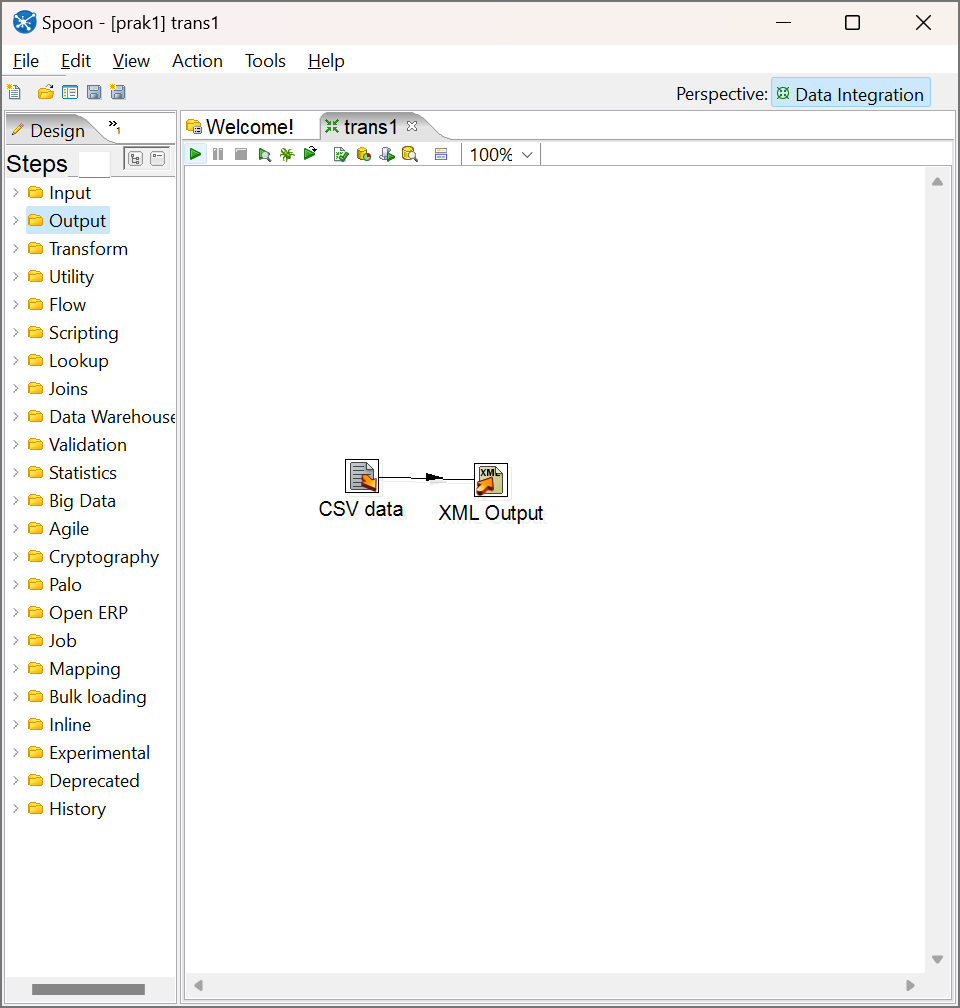 Spoon - [prak1] trans1
File Edit View Action Tools Help
Perspective: Data Integration
Design »1
Welcome! trans1
Steps
100%
Input
Output
Transform
Utility
Flow
Scripting
Lookup
Joins
Data Warehouse
Validation
Statistics
Big Data
Agile
Cryptography
Palo
Open ERP
Job
Mapping
Bulk loading
Inline
Experimental
Deprecated
History
XML
CSV data
XML Output